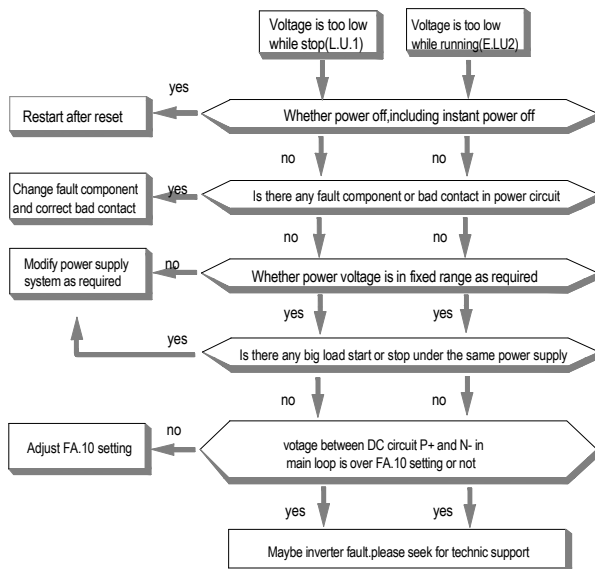 Voltage is too low
while stop(L.U.1)
Voltage is too low
while running(E.LU2)
yes
Restart after reset
Whether power off,including instant power off
no
no
Change fault component
and correct bad contact
yes
Is there any fault component or bad contact in power circuit
no
no
Modify power supply
system as required
no
Whether power voltage is in fixed range as required
yes
yes
yes
Is there any big load start or stop under the same power supply
no
no
Adjust FA.10 setting
no
votage between DC circuit P+ and N- in
main loop is over FA.10 setting or not
yes
yes
Maybe inverter fault.please seek for technic support